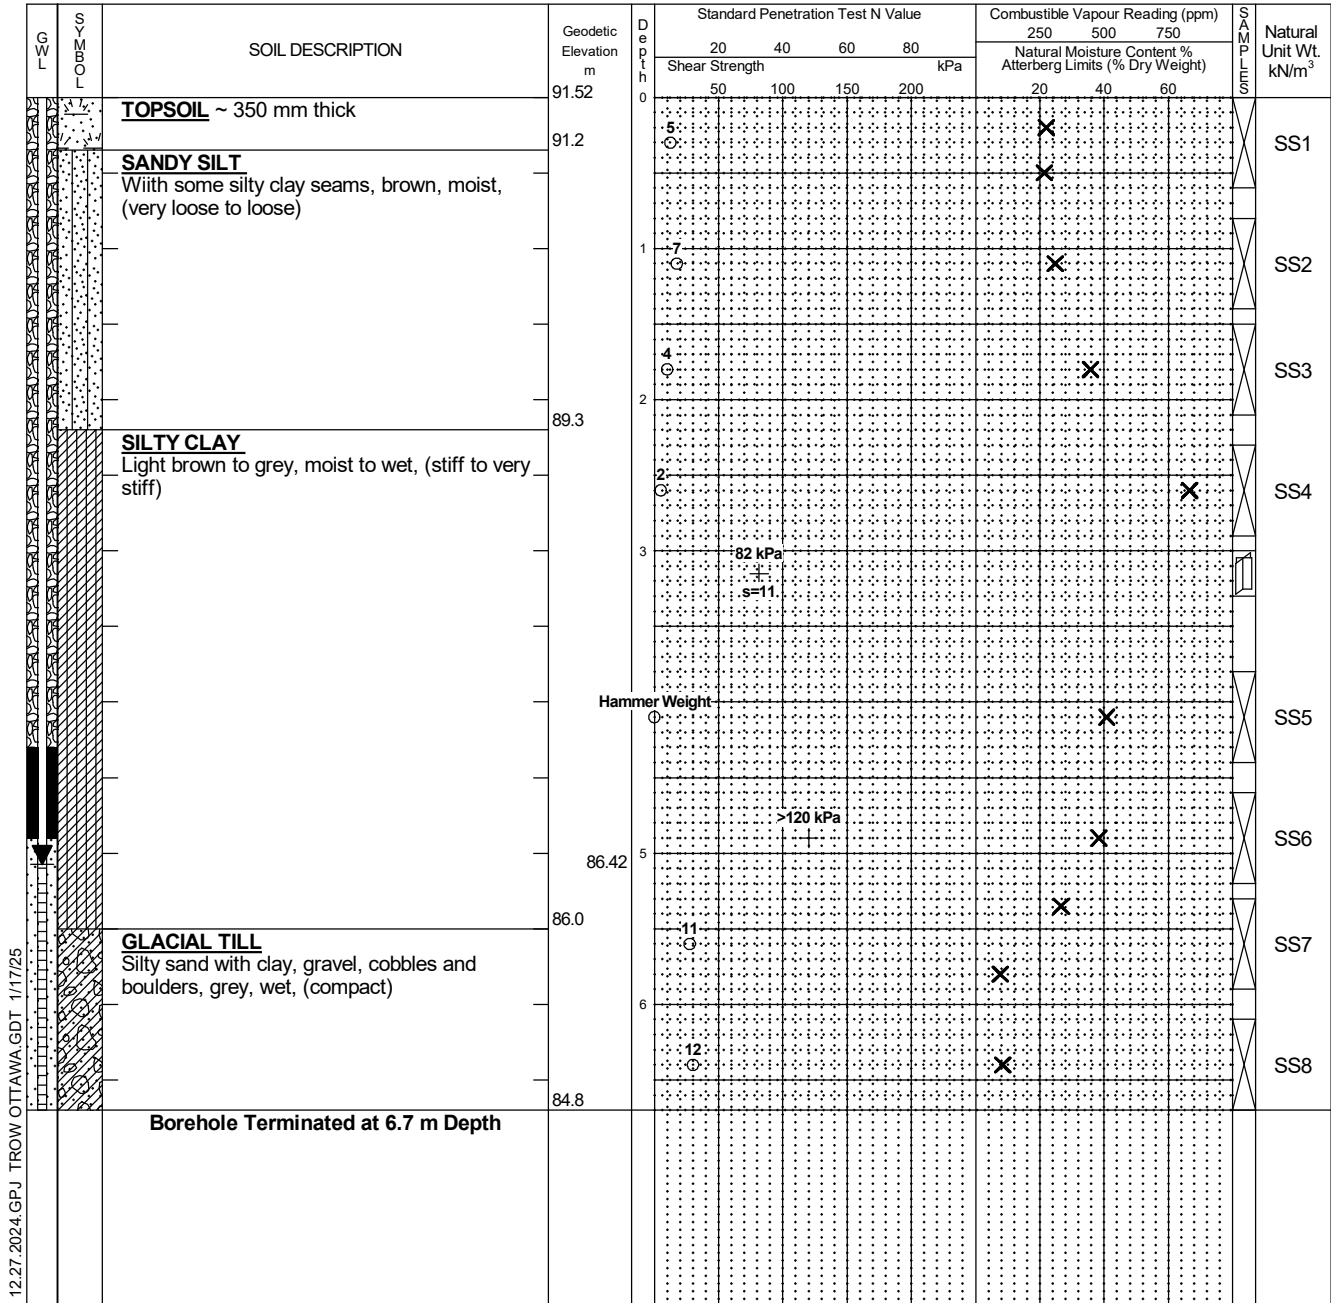 GWL
SYMBOL
SOIL DESCRIPTION
Geodetic
Elevation
m
Depth
Standard Penetration Test N Value
20 40 60 80
Shear Strength kPa
50 100 150 200
Combustible Vapour Reading (ppm)
250 500 750
Natural Moisture Content %
Atterberg Limits (% Dry Weight)
20 40 60
SAMPLES
Natural
Unit Wt.
kN/m³
91.52
0
TOPSOIL ~ 350 mm thick
5
SS1
91.2
SANDY SILT
Wiith some silty clay seams, brown, moist,
(very loose to loose)
1
7
SS2
4
SS3
2
89.3
SILTY CLAY
Light brown to grey, moist to wet, (stiff to very
stiff)
2
SS4
3
82 kPa
s=11
Hammer Weight
SS5
>120 kPa
SS6
5
86.42
86.0
GLACIAL TILL
Silty sand with clay, gravel, cobbles and
boulders, grey, wet, (compact)
11
SS7
6
12
SS8
84.8
Borehole Terminated at 6.7 m Depth
12.27.2024.GPJ TROW OTTAWA.GDT 1/17/25